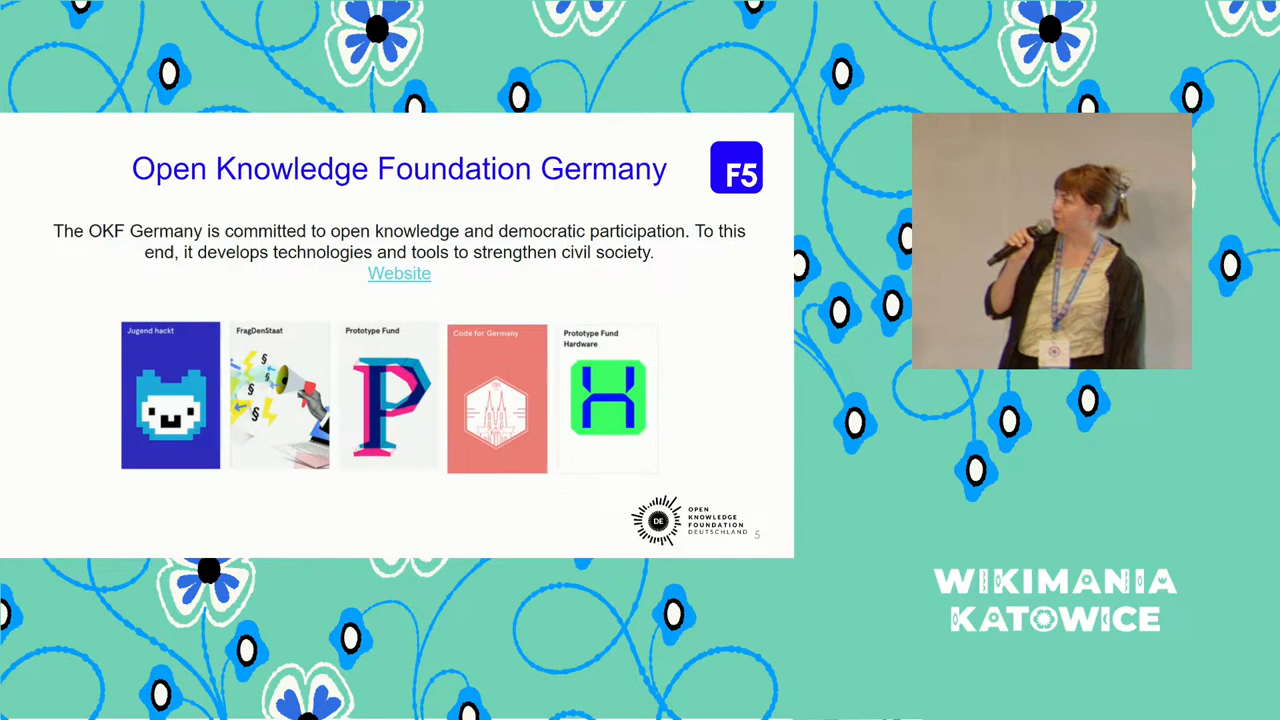 Open Knowledge Foundation Germany
F5
The OKF Germany is committed to open knowledge and democratic participation. To this
end, it develops technologies and tools to strengthen civil society.
Website
Jugend hackt
FragDenStaat
§
§
§
§
Prototype Fund
P
Code for Germany
Prototype Fund
Hardware
H
DE
OPEN
KNOWLEDGE
FOUNDATION
DEUTSCHLAND
5
WIKIMANIA
KATOWICE